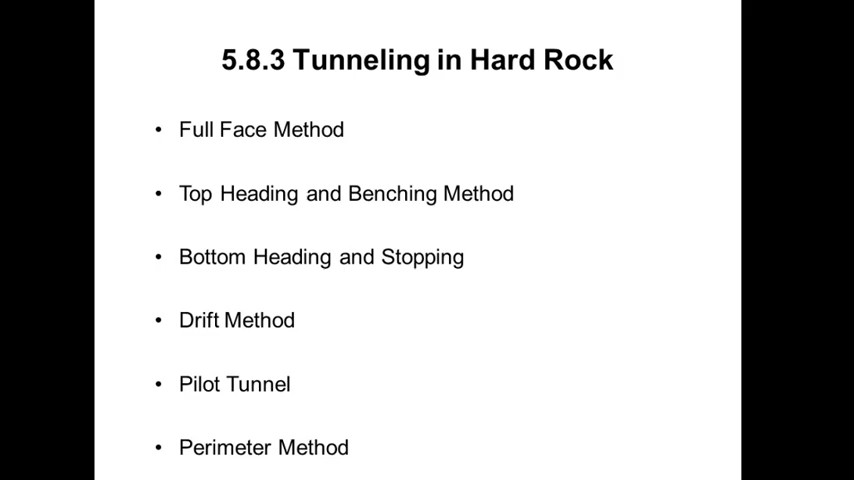 5.8.3 Tunneling in Hard Rock
• Full Face Method
• Top Heading and Benching Method
• Bottom Heading and Stopping
• Drift Method
• Pilot Tunnel
• Perimeter Method